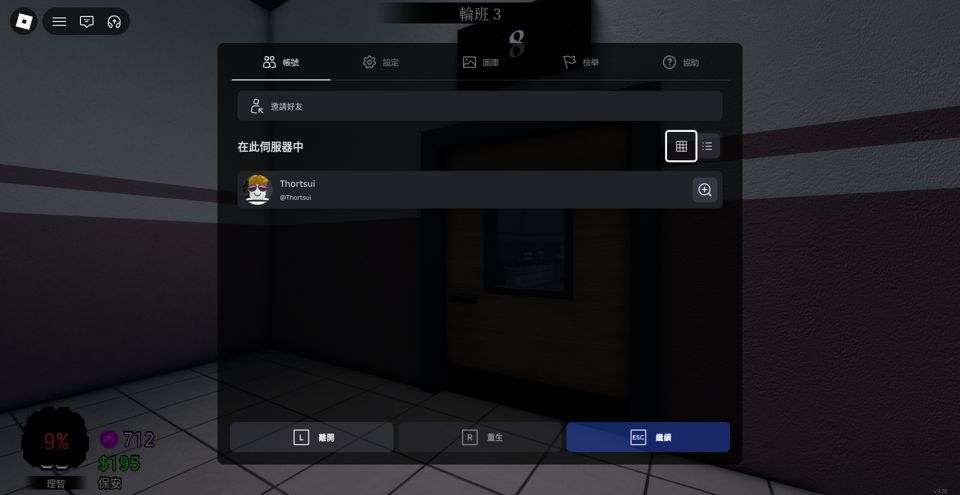 輪班 3
8
帳號
設定
圖庫
檢舉
協助
邀請好友
在此伺服器中
Thortsui
@Thortsui
L 離開
R 重生
ESC 繼續
9%
712
$195
理智
保安
v378